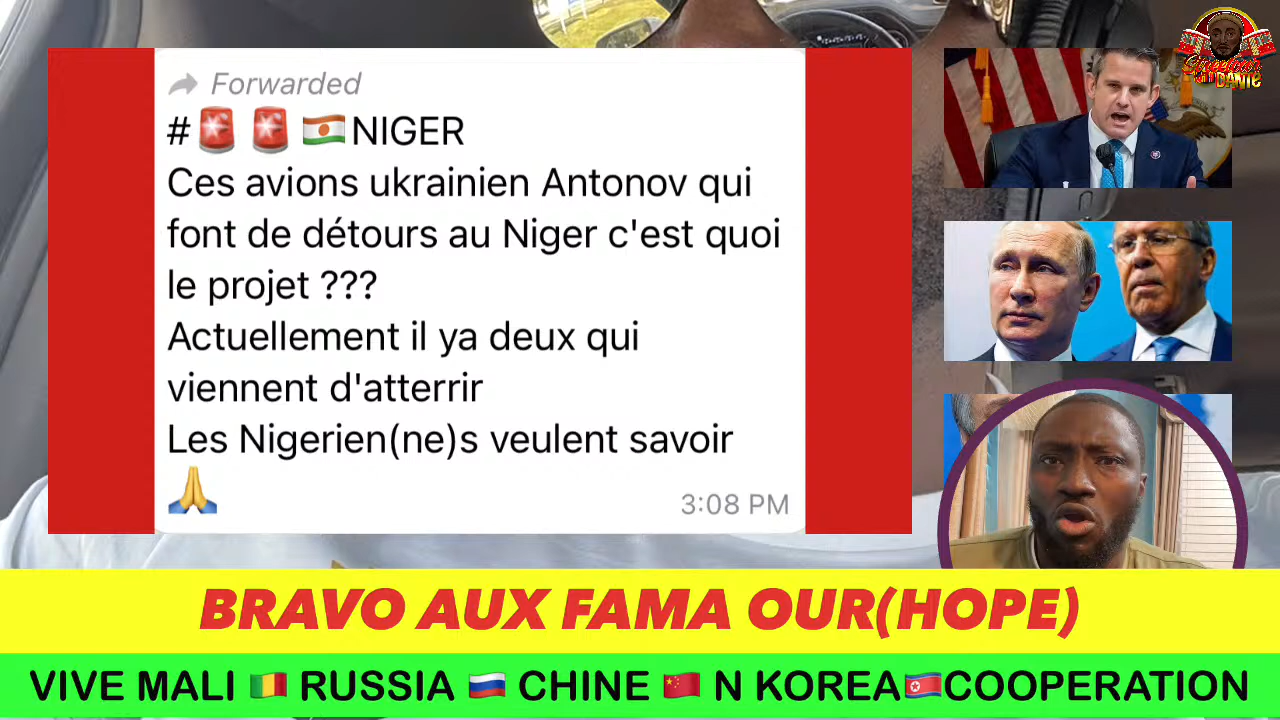 Forwarded
#🚨🚨🇳🇪NIGER
Ces avions ukrainien Antonov qui
font de détours au Niger c'est quoi
le projet ???
Actuellement il ya deux qui
viennent d'atterrir
Les Nigerien(ne)s veulent savoir
🙏
3:08 PM
DANTE
BRAVO AUX FAMA OUR(HOPE)
VIVE MALI 🇲🇱 RUSSIA 🇷🇺 CHINE 🇨🇳 N KOREA🇰🇵COOPERATION